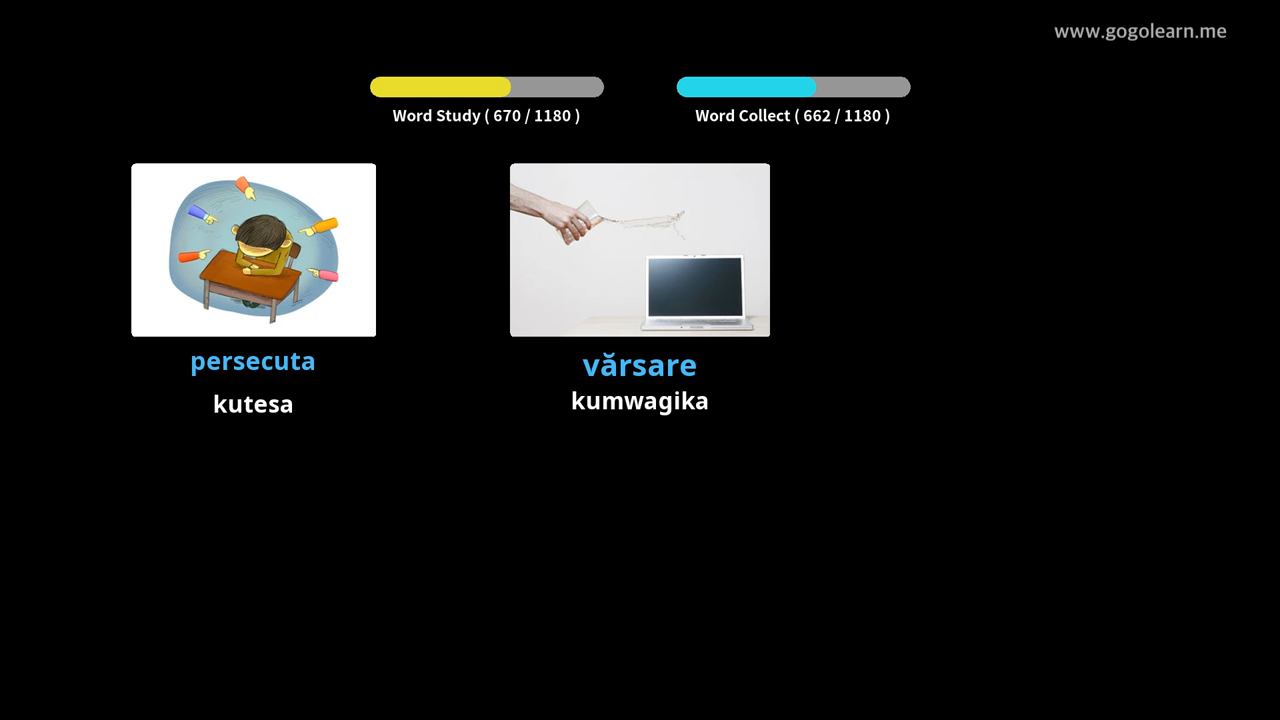 www.gogolearn.me
Word Study ( 670 / 1180 )
Word Collect ( 662 / 1180 )
persecuta
kutesa
vărsare
kumwagika